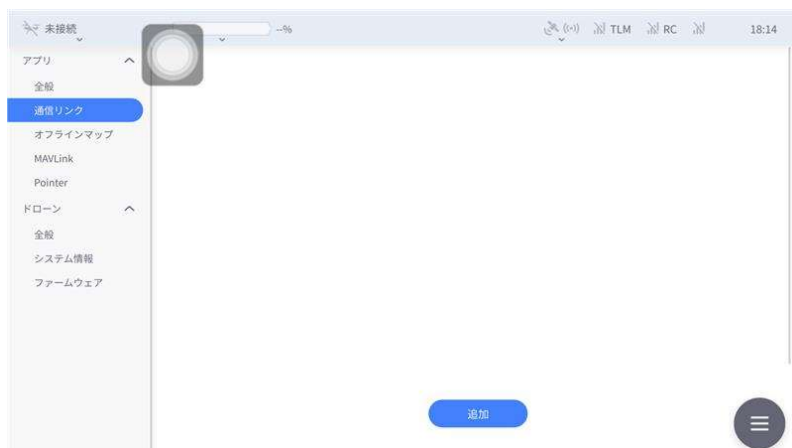 未接続
--%
TLM
RC
18:14
アプリ
全般
通信リンク
オフラインマップ
MAVLink
Pointer
ドローン
全般
システム情報
ファームウェア
追加